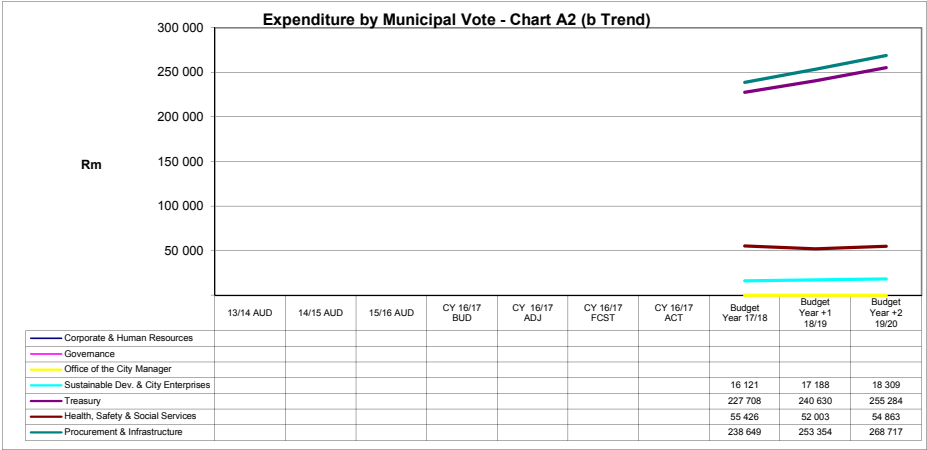 Expenditure by Municipal Vote - Chart A2 (b Trend)
300 000
250 000
200 000
Rm
150 000
100 000
50 000
13/14 AUD 14/15 AUD 15/16 AUD CY 16/17 BUD CY 16/17 ADJ CY 16/17 FCST CY 16/17 ACT Budget Year 17/18 Budget Year +1 18/19 Budget Year +2 19/20
Corporate & Human Resources
Governance
Office of the City Manager
Sustainable Dev. & City Enterprises 16 121 17 188 18 309
Treasury 227 708 240 630 255 284
Health, Safety & Social Services 55 426 52 003 54 863
Procurement & Infrastructure 238 649 253 354 268 717